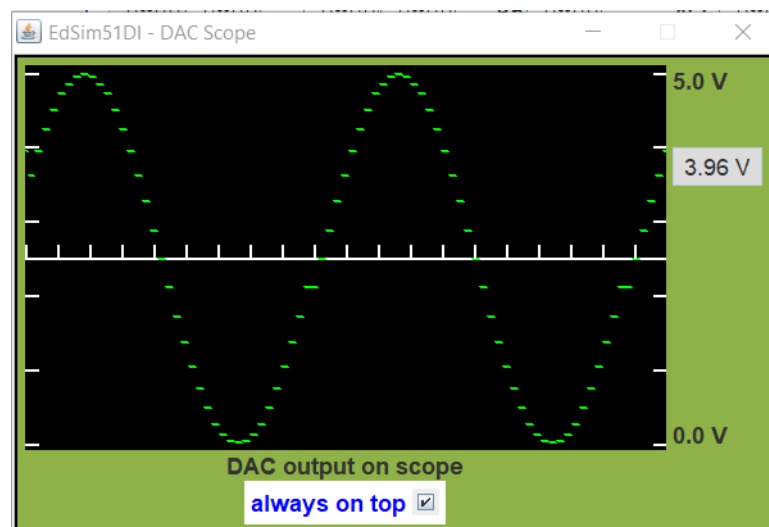 EdSim51DI - DAC Scope
5.0 V
3.96 V
0.0 V
DAC output on scope
always on top